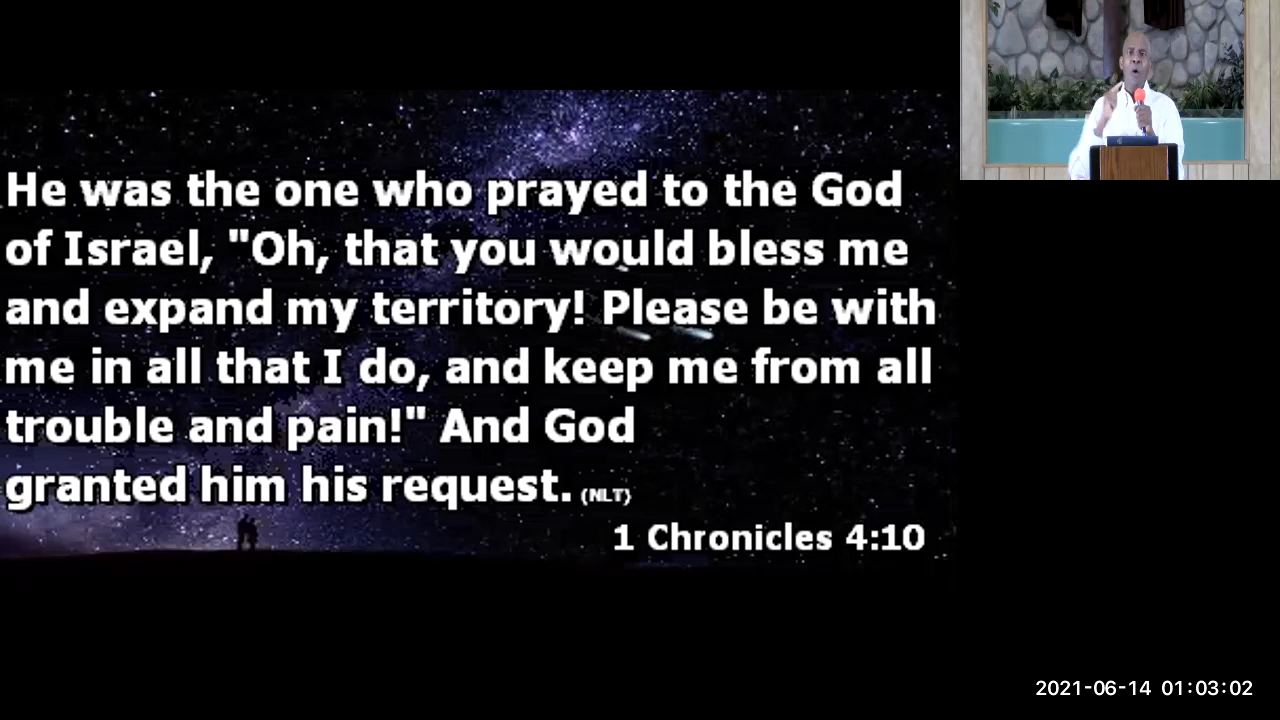 He was the one who prayed to the God
of Israel, "Oh, that you would bless me
and expand my territory! Please be with
me in all that I do, and keep me from all
trouble and pain!" And God
granted him his request. (NLT)
1 Chronicles 4:10
2021-06-14 01:03:02